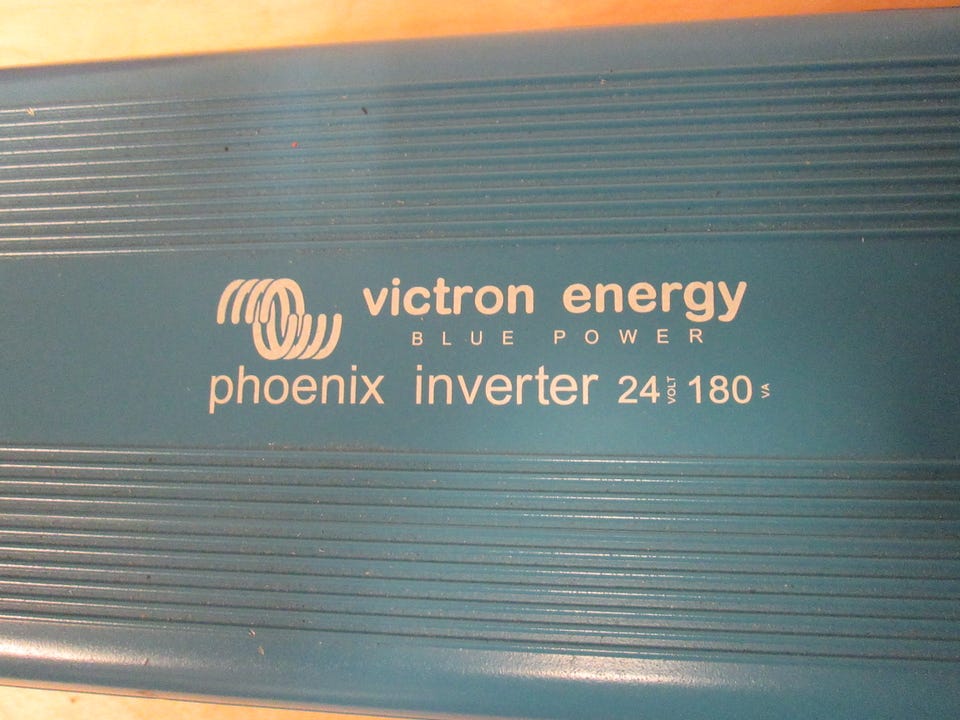 victron energy
BLUE POWER
phoenix inverter 24 VOLT 180 VA